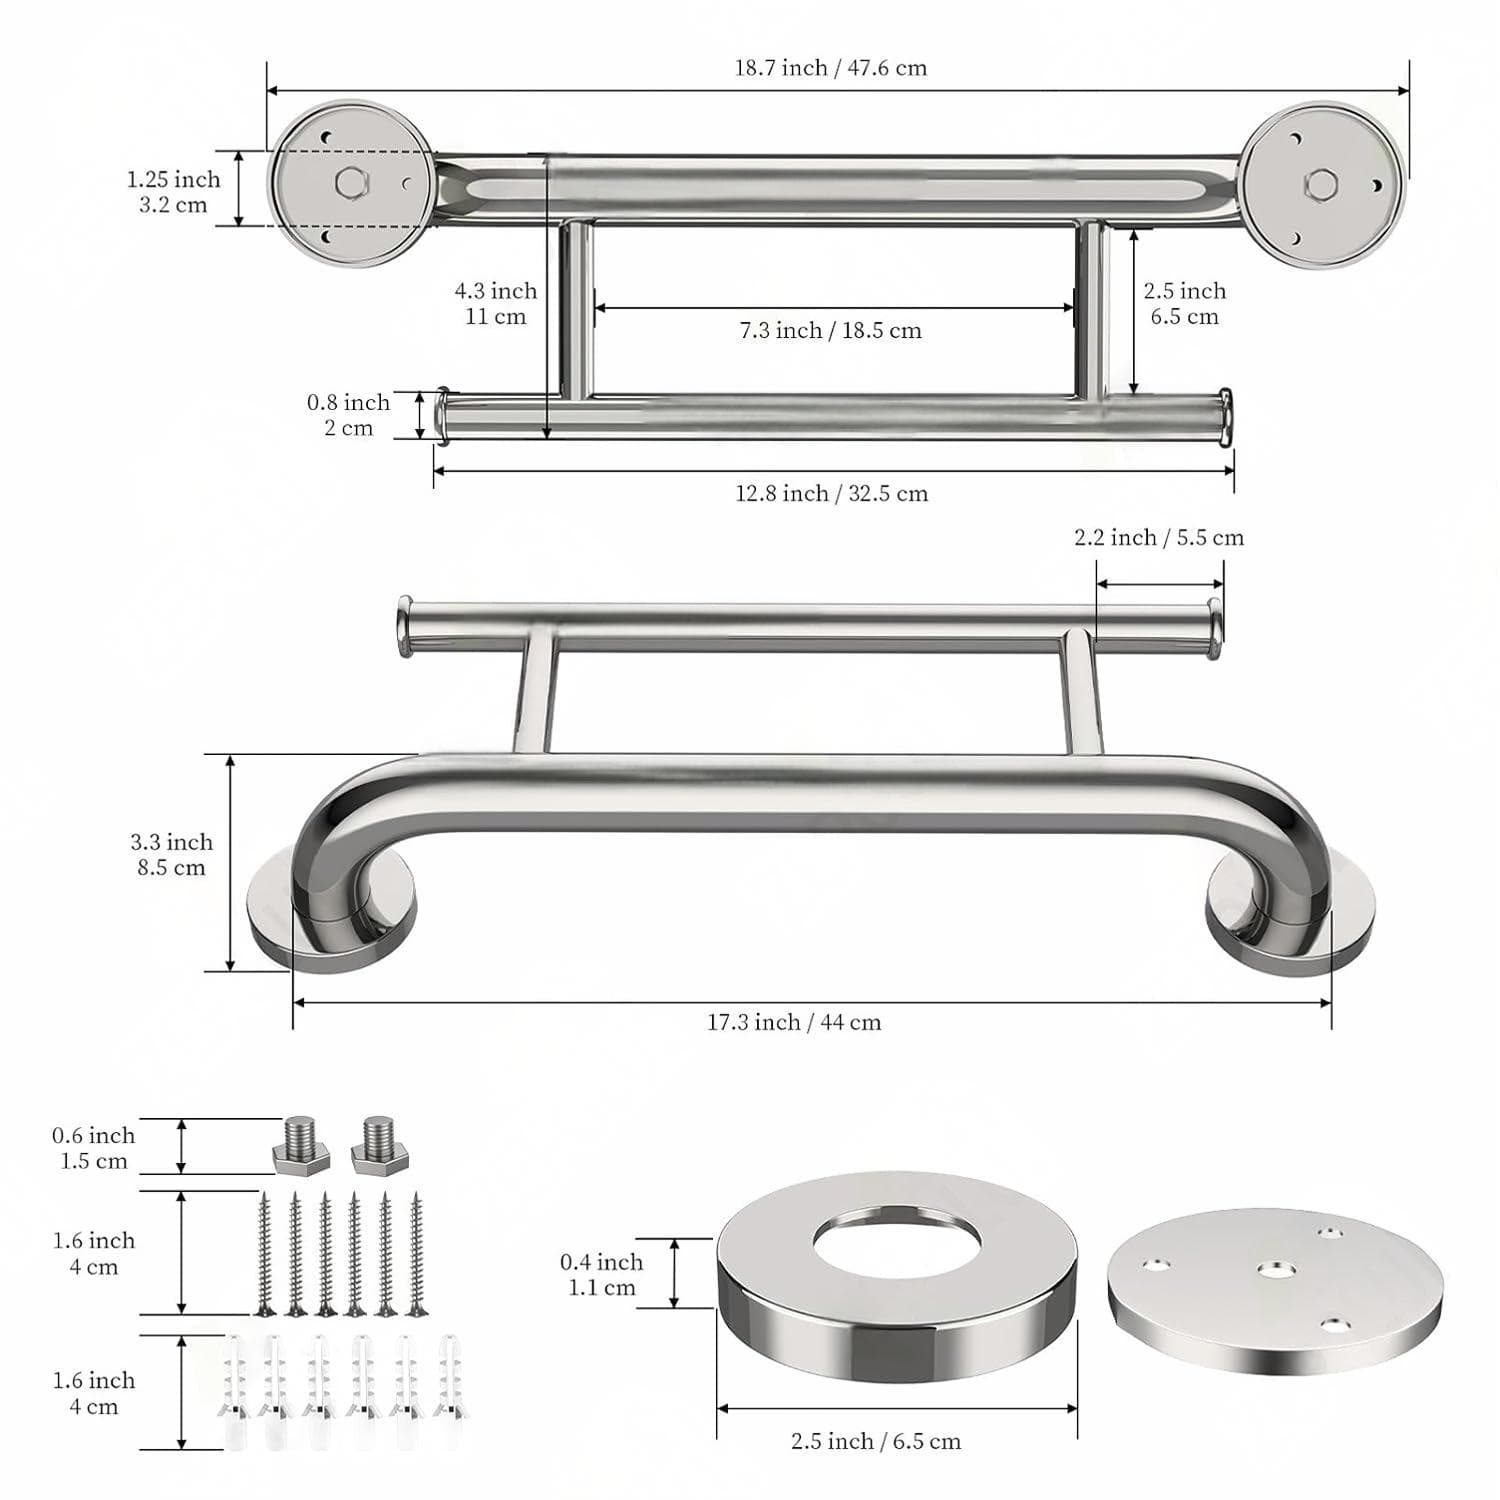 18.7 inch / 47.6 cm
1.25 inch
3.2 cm
4.3 inch
11 cm
7.3 inch / 18.5 cm
2.5 inch
6.5 cm
0.8 inch
2 cm
12.8 inch / 32.5 cm
2.2 inch / 5.5 cm
3.3 inch
8.5 cm
17.3 inch / 44 cm
0.6 inch
1.5 cm
1.6 inch
4 cm
1.6 inch
4 cm
0.4 inch
1.1 cm
2.5 inch / 6.5 cm